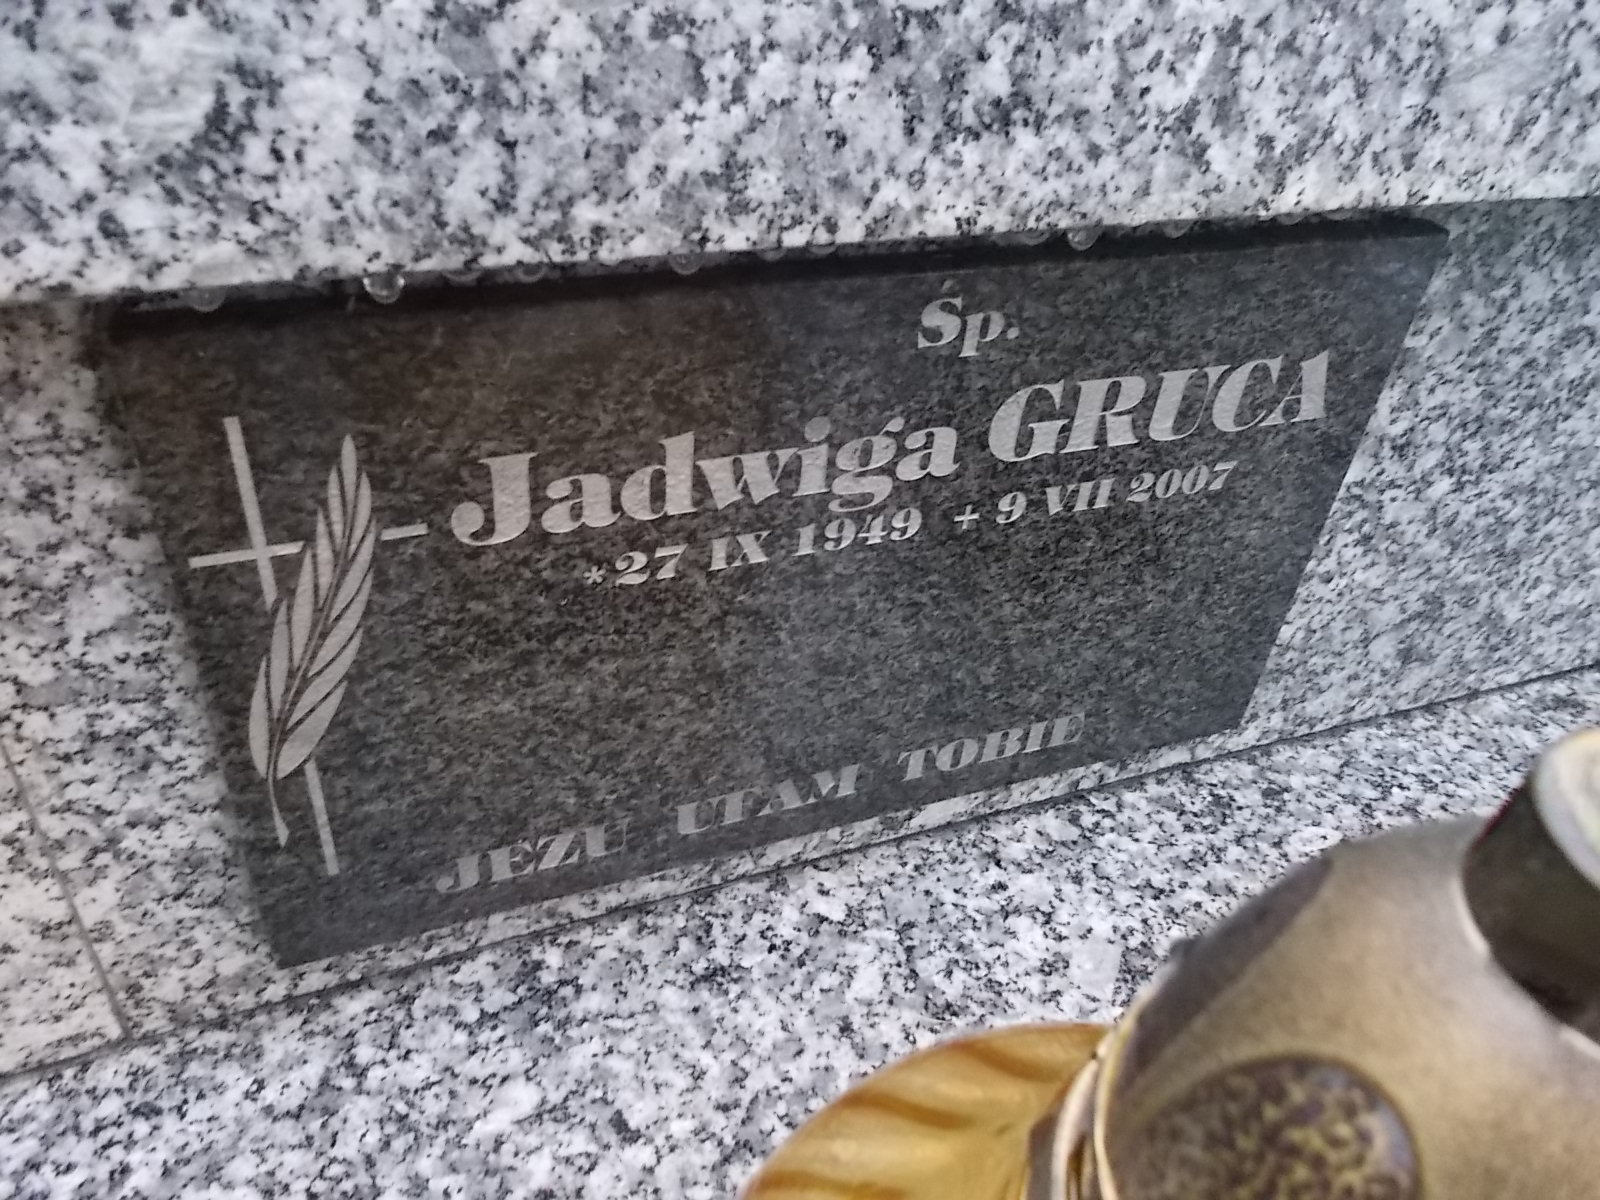 Śp.
Jadwiga GRUCA
* 27 IX 1949 + 9 VII 2007
JEZU UFAM TOBIE